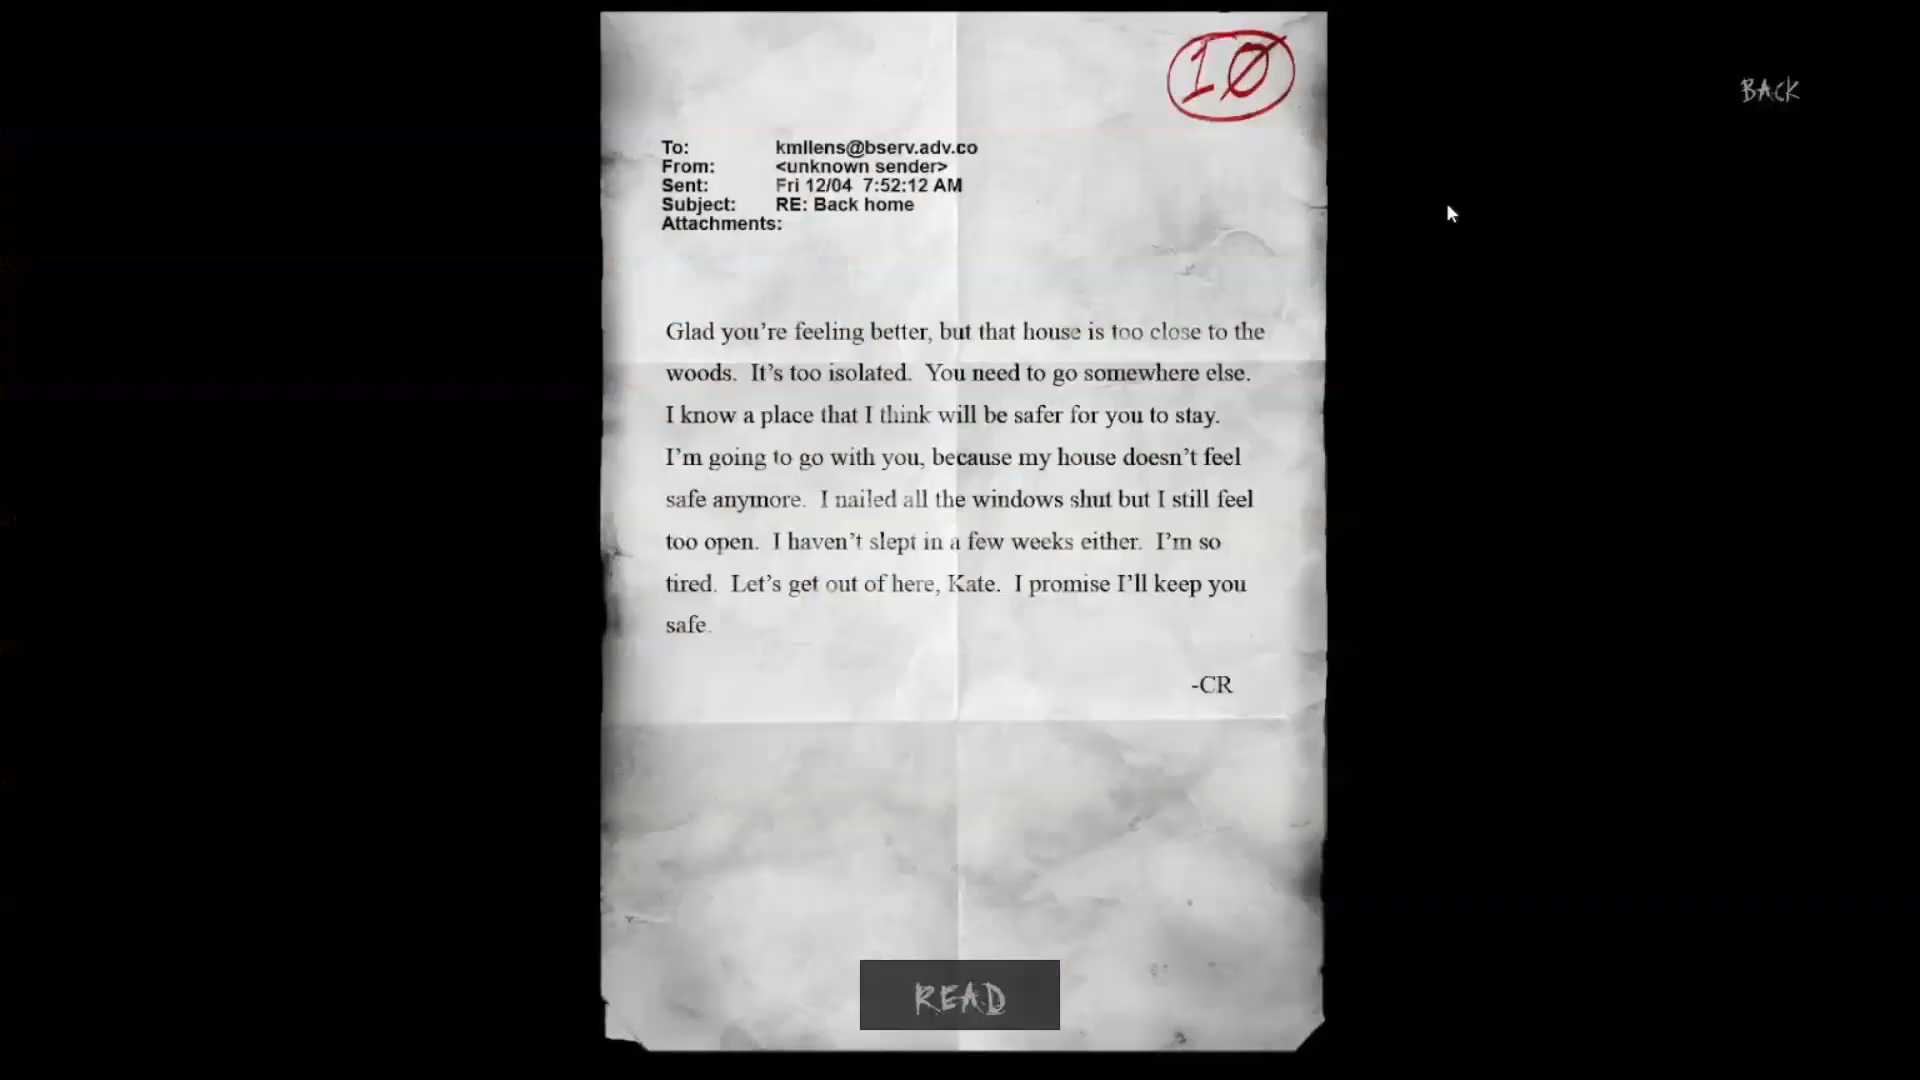 10
BACK
To: kmllens@bserv.adv.co
From: <unknown sender>
Sent: Fri 12/04  7:52:12 AM
Subject: RE: Back home
Attachments:
Glad you're feeling better, but that house is too close to the
woods.  It's too isolated.  You need to go somewhere else.
I know a place that I think will be safer for you to stay.
I'm going to go with you, because my house doesn't feel
safe anymore.  I nailed all the windows shut but I still feel
too open.  I haven't slept in a few weeks either.  I'm so
tired.  Let's get out of here, Kate.  I promise I'll keep you
safe.
-CR
READ